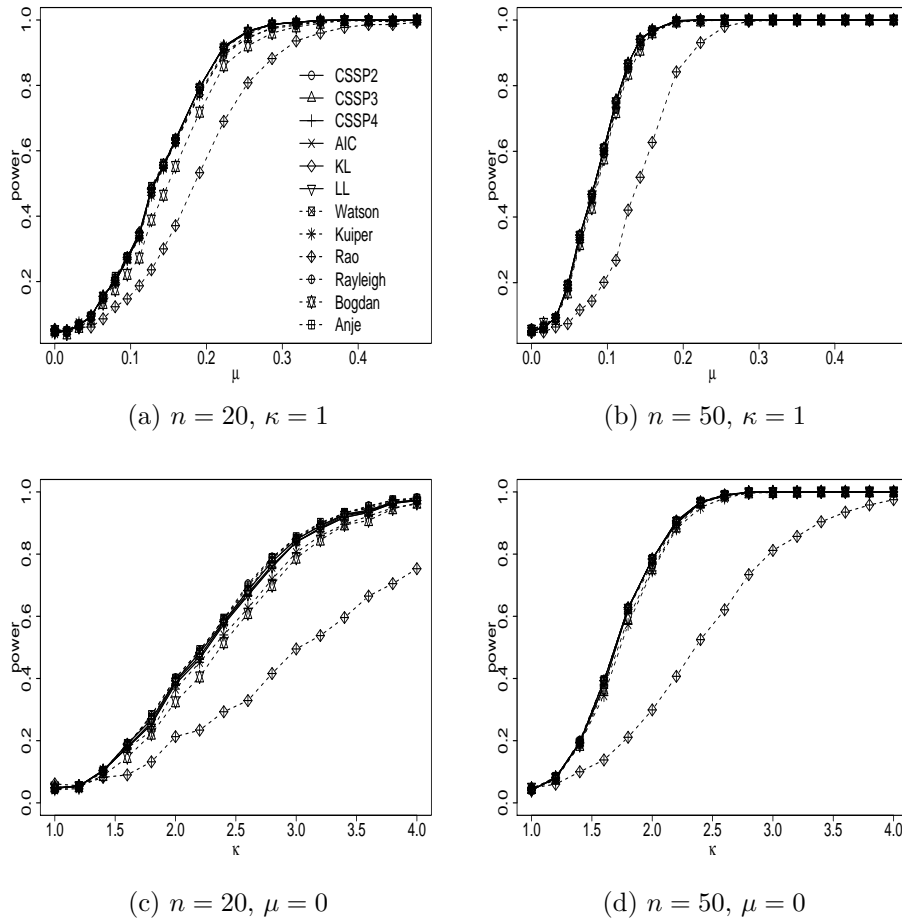 1.0
0.8
0.6
0.4
0.2
power
CSSP2
CSSP3
CSSP4
AIC
KL
LL
Watson
Kuiper
Rao
Rayleigh
Bogdan
Anje
0.0 0.1 0.2 0.3 0.4
μ
(a) n = 20, κ = 1
1.0
0.8
0.6
0.4
0.2
power
0.0 0.1 0.2 0.3 0.4
μ
(b) n = 50, κ = 1
1.0
0.8
0.6
0.4
0.2
0.0
power
1.0 1.5 2.0 2.5 3.0 3.5 4.0
κ
(c) n = 20, μ = 0
1.0
0.8
0.6
0.4
0.2
0.0
power
1.0 1.5 2.0 2.5 3.0 3.5 4.0
κ
(d) n = 50, μ = 0